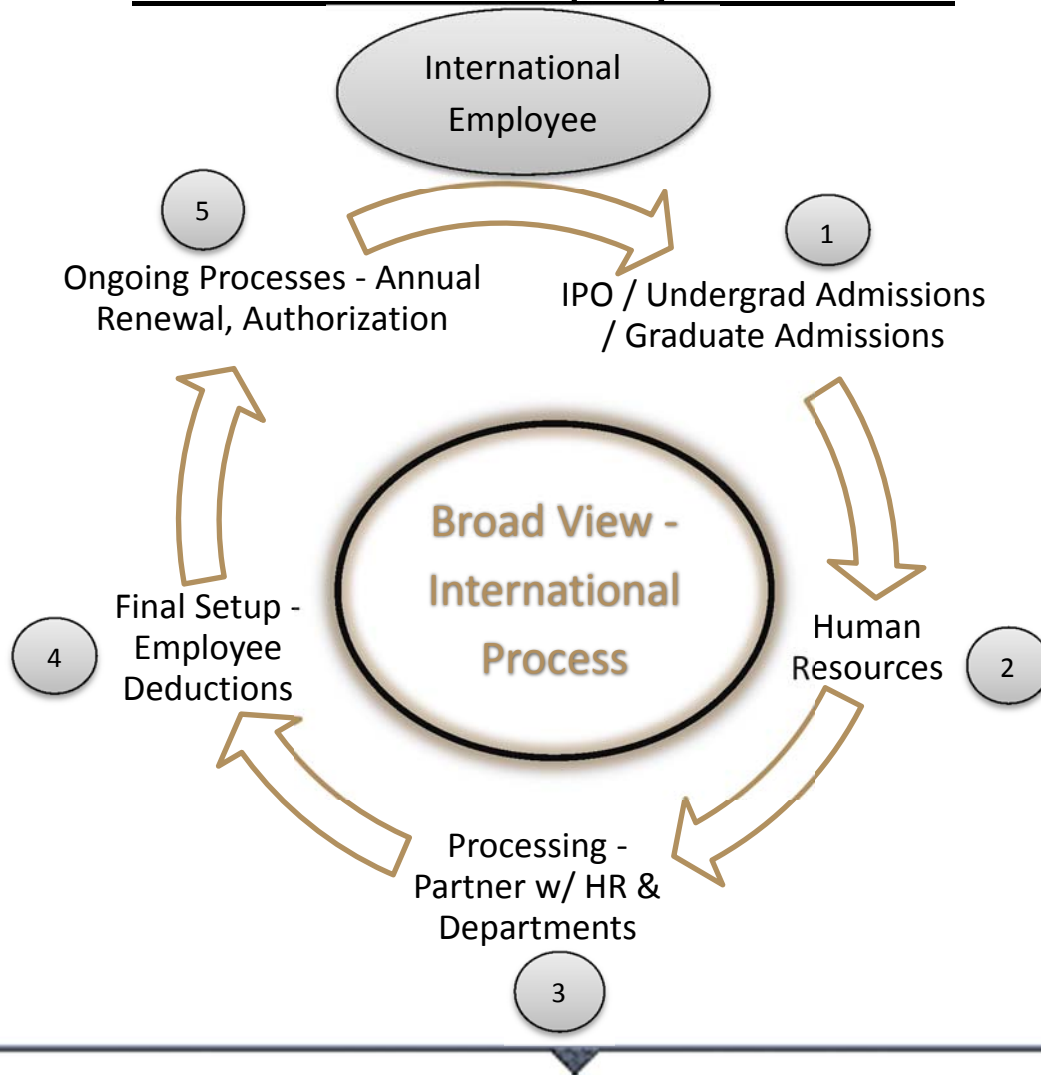 International
Employee
1
IPO / Undergrad Admissions
/ Graduate Admissions
2
Human
Resources
3
Processing -
Partner w/ HR &
Departments
4
Final Setup -
Employee
Deductions
5
Ongoing Processes - Annual
Renewal, Authorization
Broad View -
International
Process